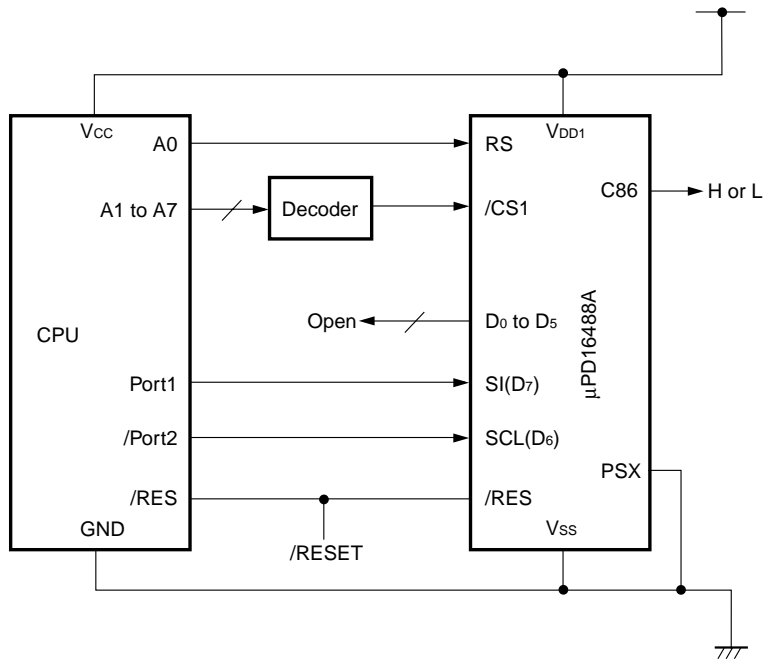 VCC
VDD1
A0
RS
C86
H or L
A1 to A7
Decoder
/CS1
Open
D0 to D5
CPU
µPD16488A
Port1
SI(D7)
/Port2
SCL(D6)
PSX
/RES
/RES
GND
/RESET
VSS